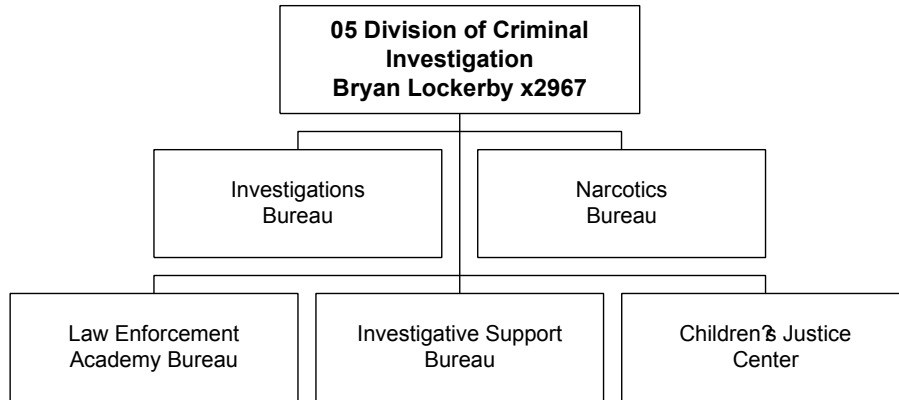 05 Division of Criminal
Investigation
Bryan Lockerby x2967
Investigations
Bureau
Narcotics
Bureau
Law Enforcement
Academy Bureau
Investigative Support
Bureau
Children?s Justice
Center